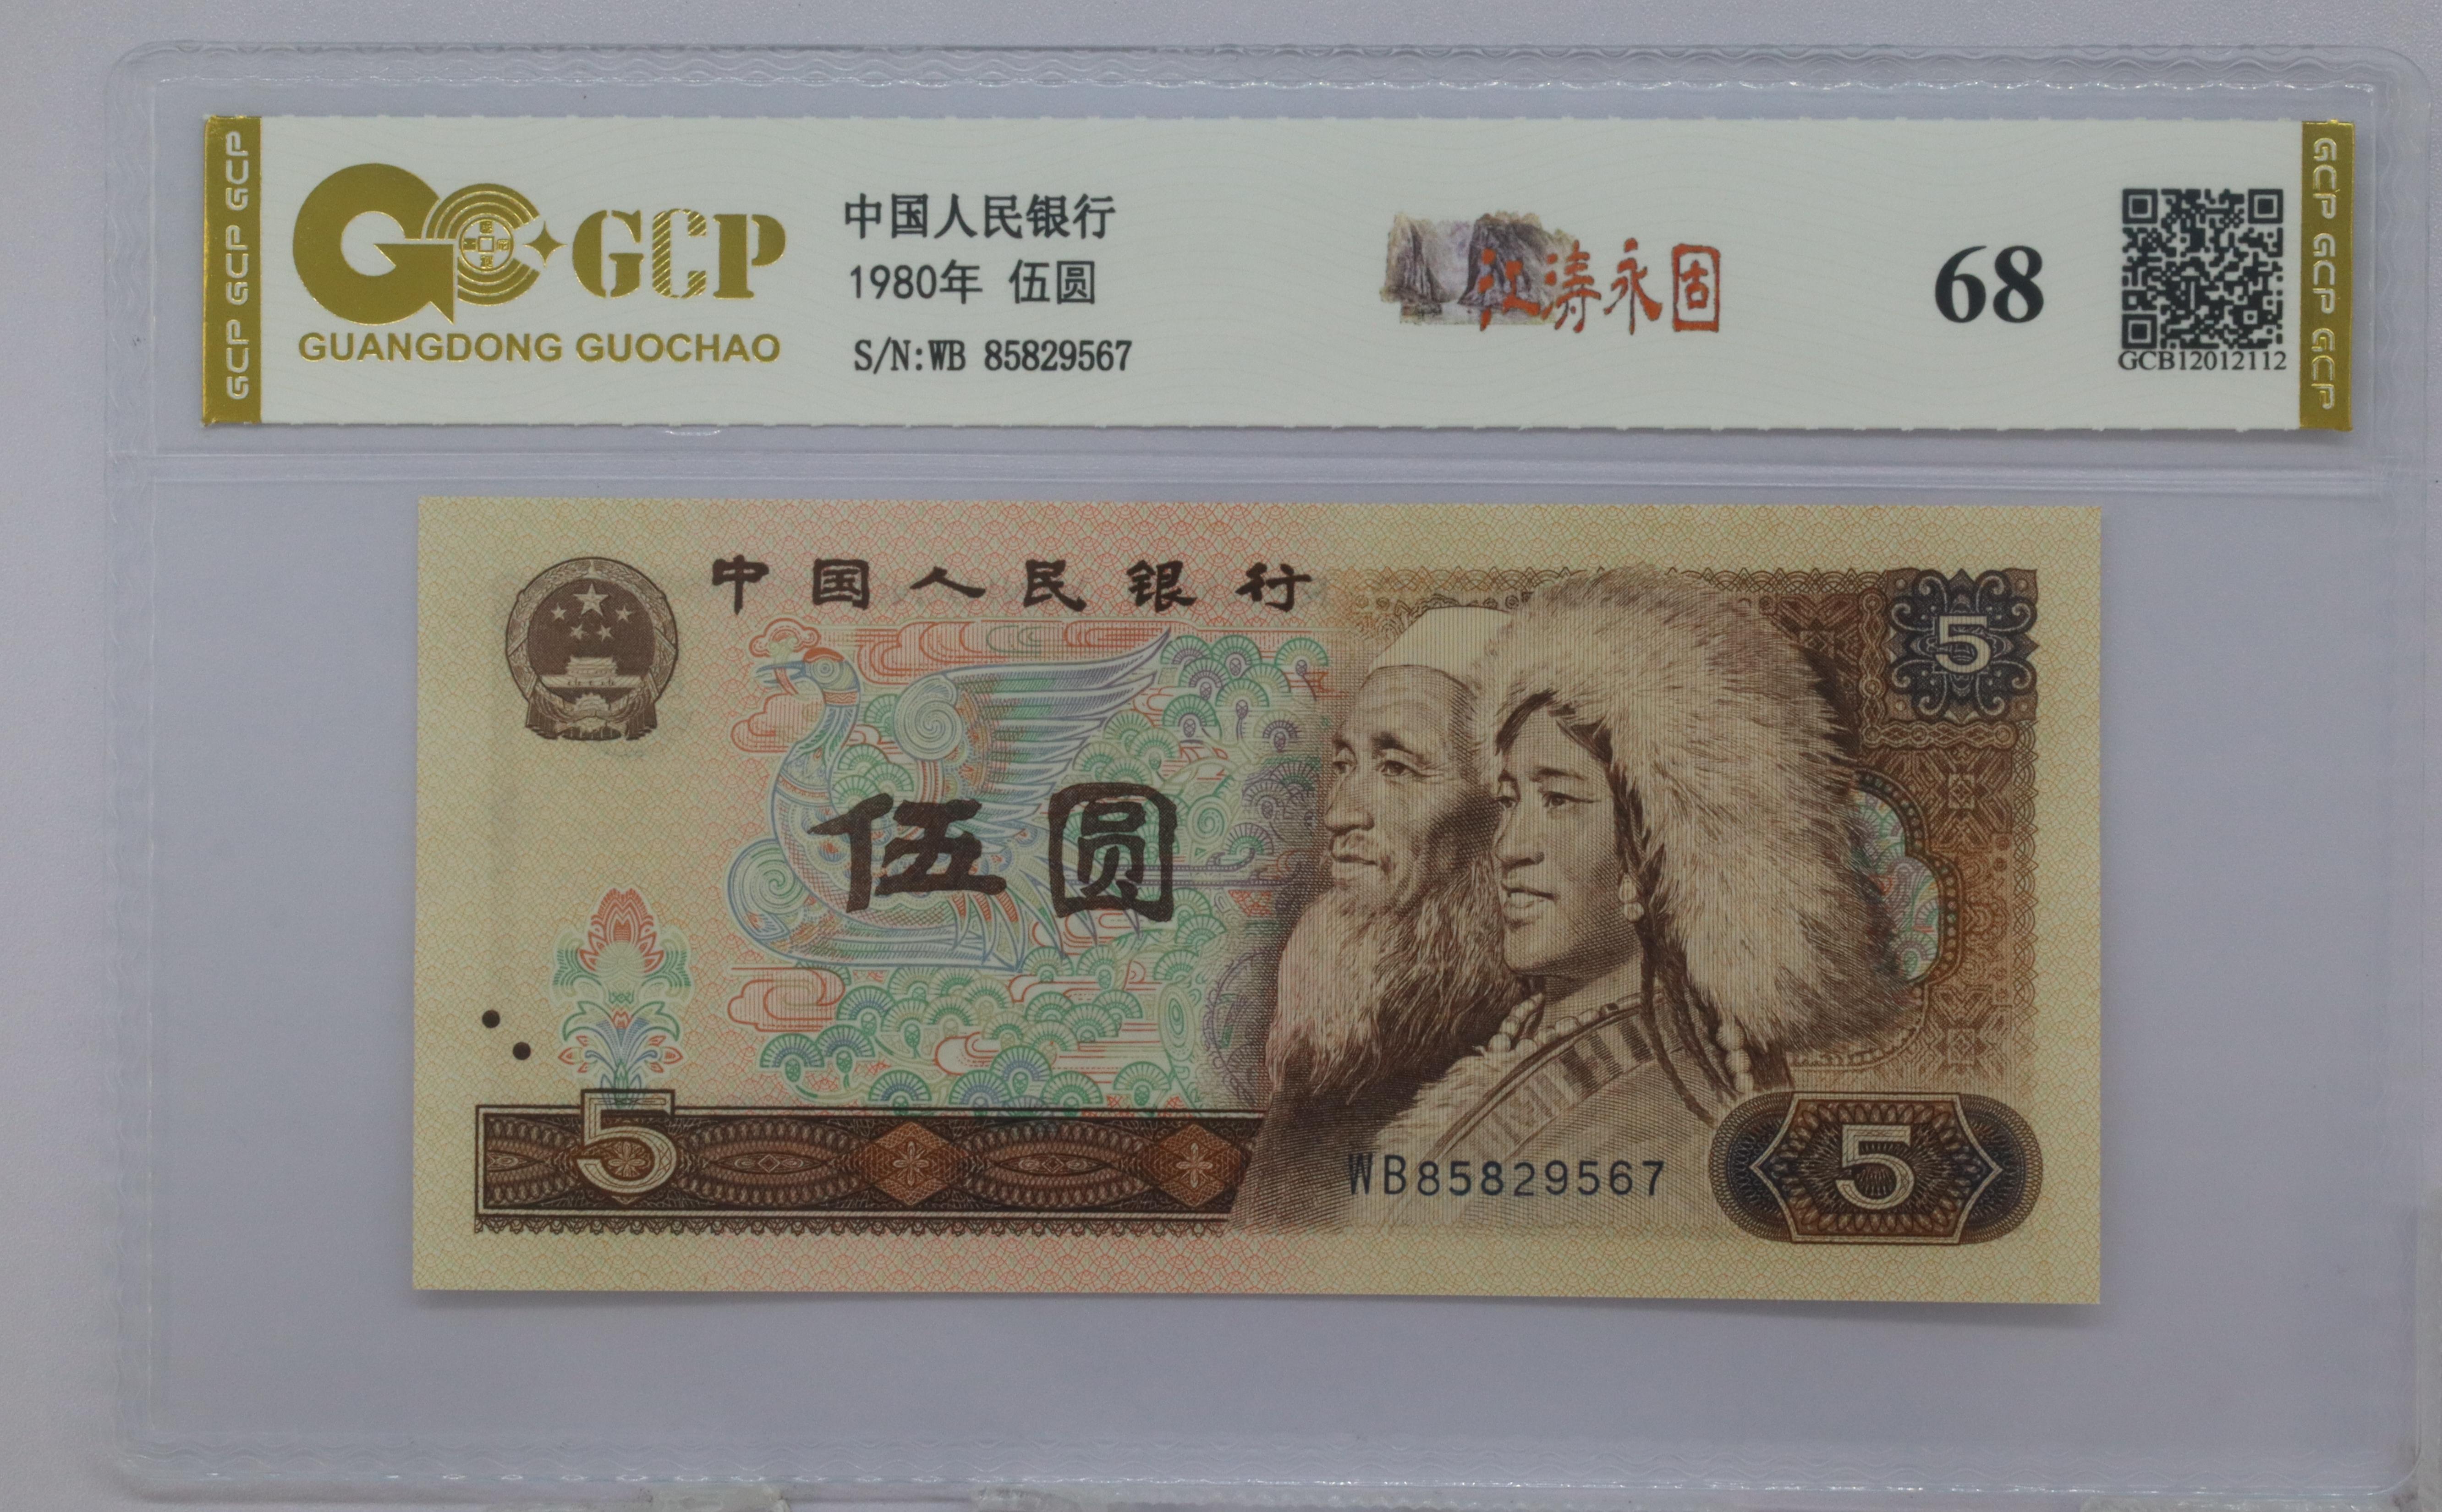 GCP GCP GCP
GCP
GUANGDONG GUOCHAO
中国人民银行
1980年 伍圆
S/N:WB 85829567
江涛永固
68
GCB12012112
GCP GCP GCP
中国人民银行
5
伍圆
5
WB85829567
5